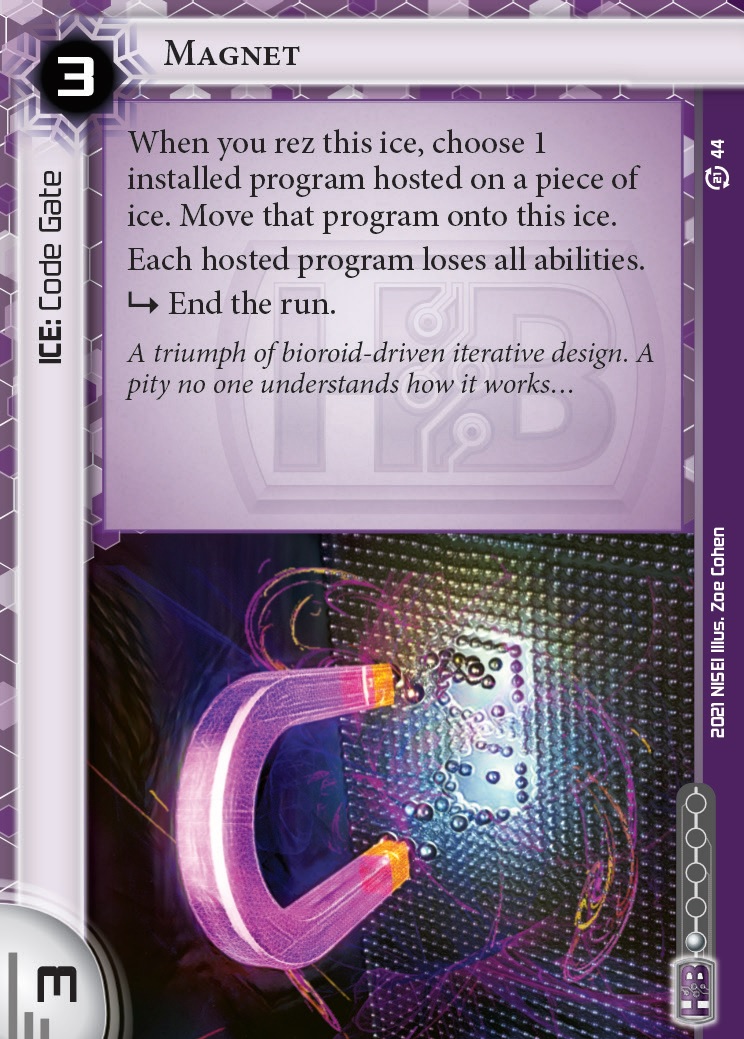 3
MAGNET
When you rez this ice, choose 1
installed program hosted on a piece of
ice. Move that program onto this ice.
Each hosted program loses all abilities.
↳ End the run.
A triumph of bioroid-driven iterative design. A
pity no one understands how it works…
HB
ICE: Code Gate
21 44
2021 NISEI Illus. Zoe Cohen
3